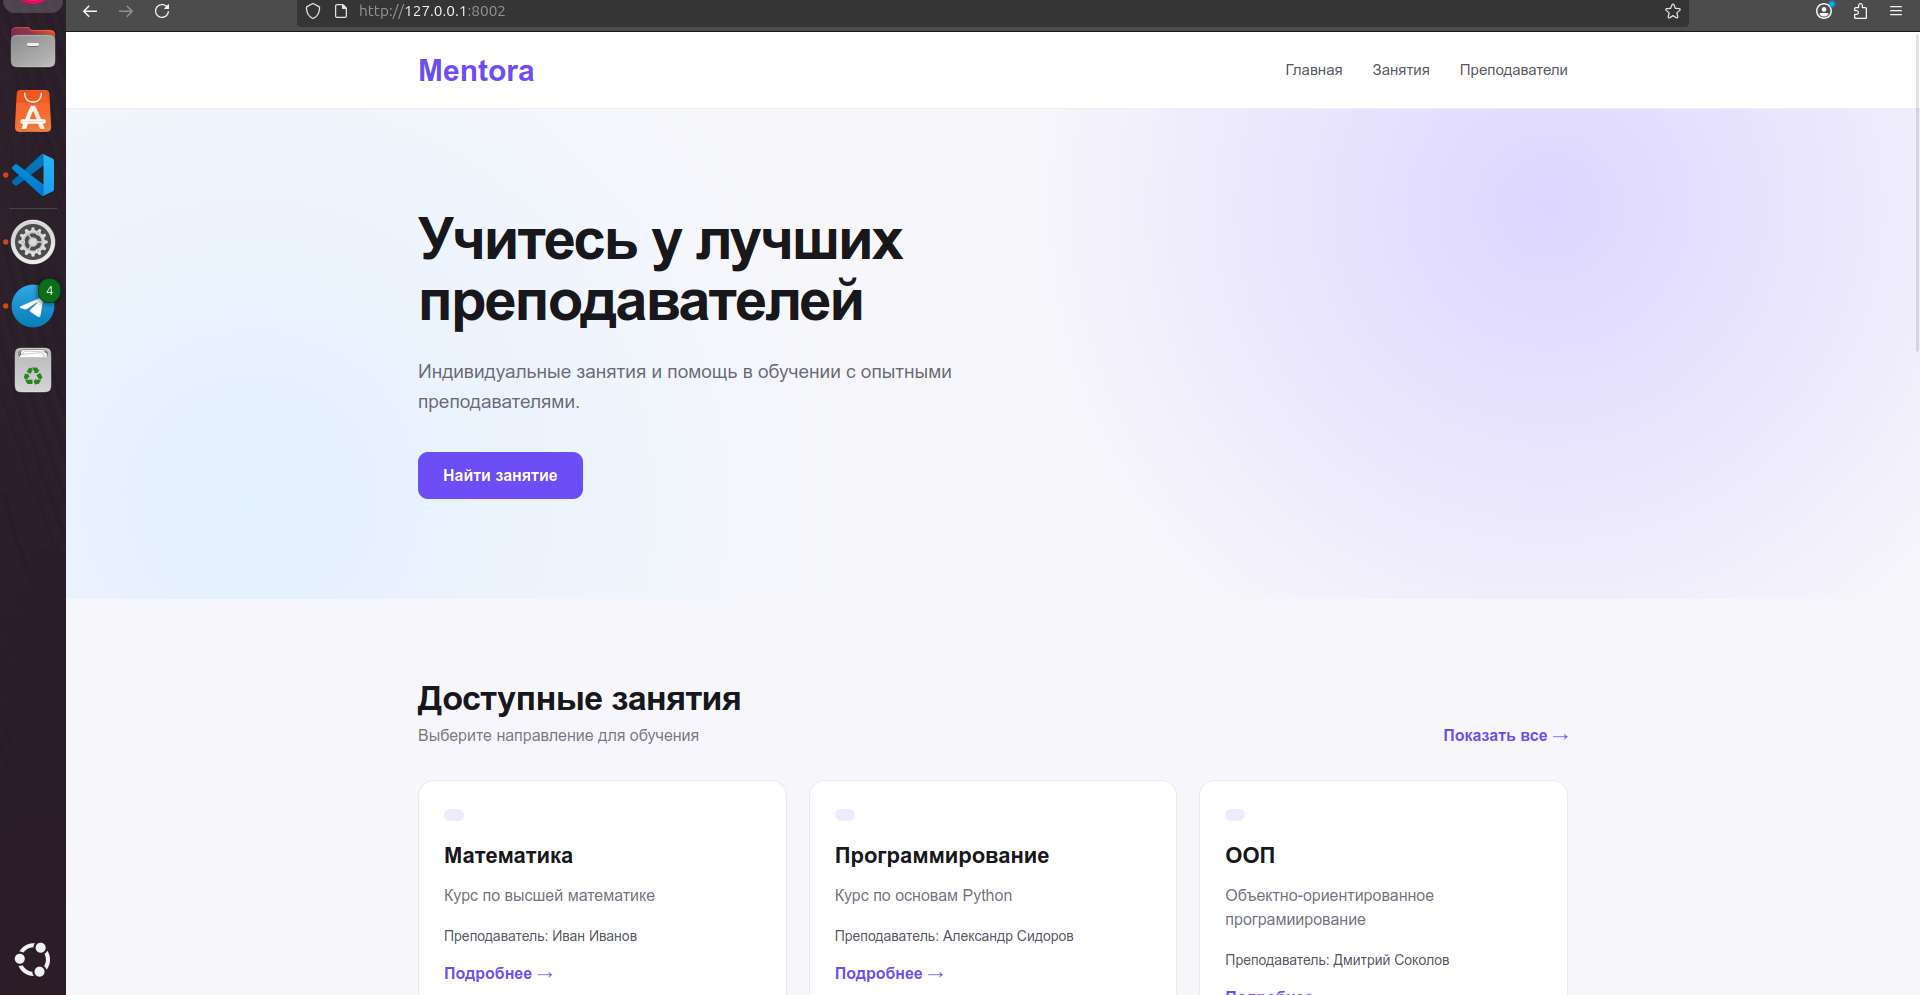 http://127.0.0.1:8002
Mentora
Главная Занятия Преподаватели
4
Учитесь у лучших
преподавателей
Индивидуальные занятия и помощь в обучении с опытными
преподавателями.
Найти занятие
Доступные занятия
Выберите направление для обучения
Показать все →
Математика
Курс по высшей математике
Преподаватель: Иван Иванов
Подробнее →
Программирование
Курс по основам Python
Преподаватель: Александр Сидоров
Подробнее →
ООП
Объектно-ориентированное
програмиирование
Преподаватель: Дмитрий Соколов
Подробнее